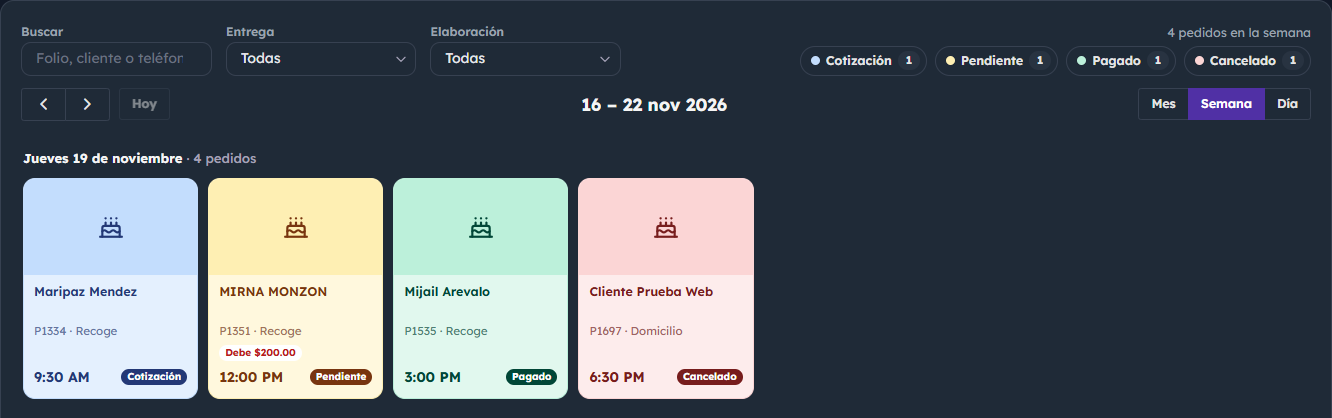 Buscar
Entrega
Elaboración
4 pedidos en la semana
Folio, cliente o teléfor
Todas
Todas
Cotización 1
Pendiente 1
Pagado 1
Cancelado 1
Hoy
16 – 22 nov 2026
Mes
Semana
Día
Jueves 19 de noviembre · 4 pedidos
Maripaz Mendez
P1334 · Recoge
9:30 AM
Cotización
MIRNA MONZON
P1351 · Recoge
Debe $200.00
12:00 PM
Pendiente
Mijail Arevalo
P1535 · Recoge
3:00 PM
Pagado
Cliente Prueba Web
P1697 · Domicilio
6:30 PM
Cancelado